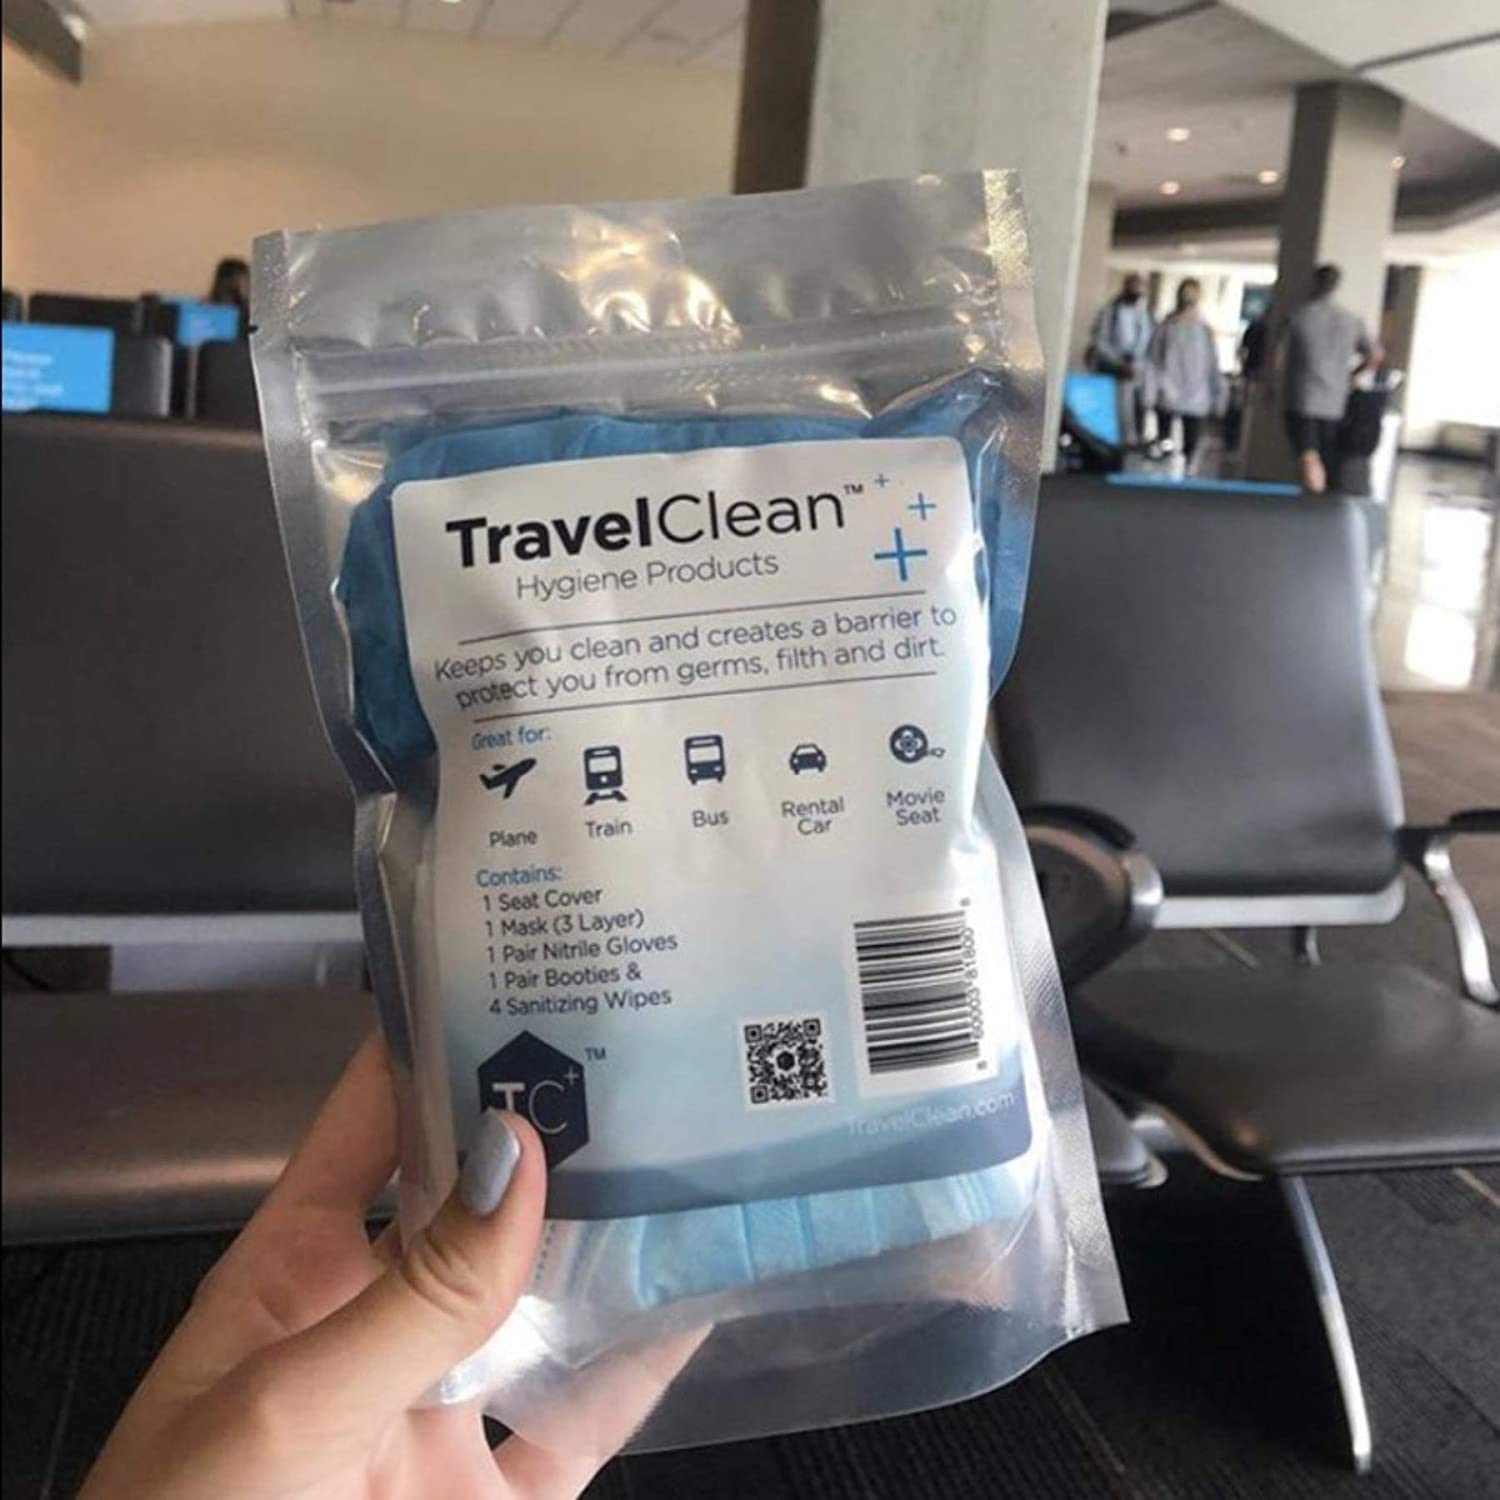 TravelClean™
Hygiene Products
Keeps you clean and creates a barrier to
protect you from germs, filth and dirt.
Great for:
Plane
Train
Bus
Rental
Car
Movie
Seat
Contains:
1 Seat Cover
1 Mask (3 Layer)
1 Pair Nitrile Gloves
1 Pair Booties &
4 Sanitizing Wipes
TC+™
TravelClean.com